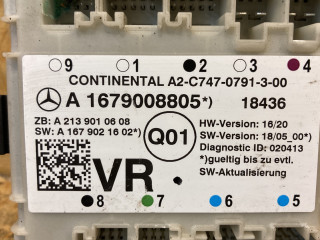 9 1 2 3 4
CONTINENTAL A2-C747-0791-3-00
A 1679008805*) 18436
ZB: A 213 901 06 08
SW: A 167 902 16 02*)
Q01
HW-Version: 16/20
SW-Version: 18/05_00*)
Diagnostic ID: 020413
*)gueltig bis zu evtl.
SW-Aktualisierung
VR
8 7 6 5